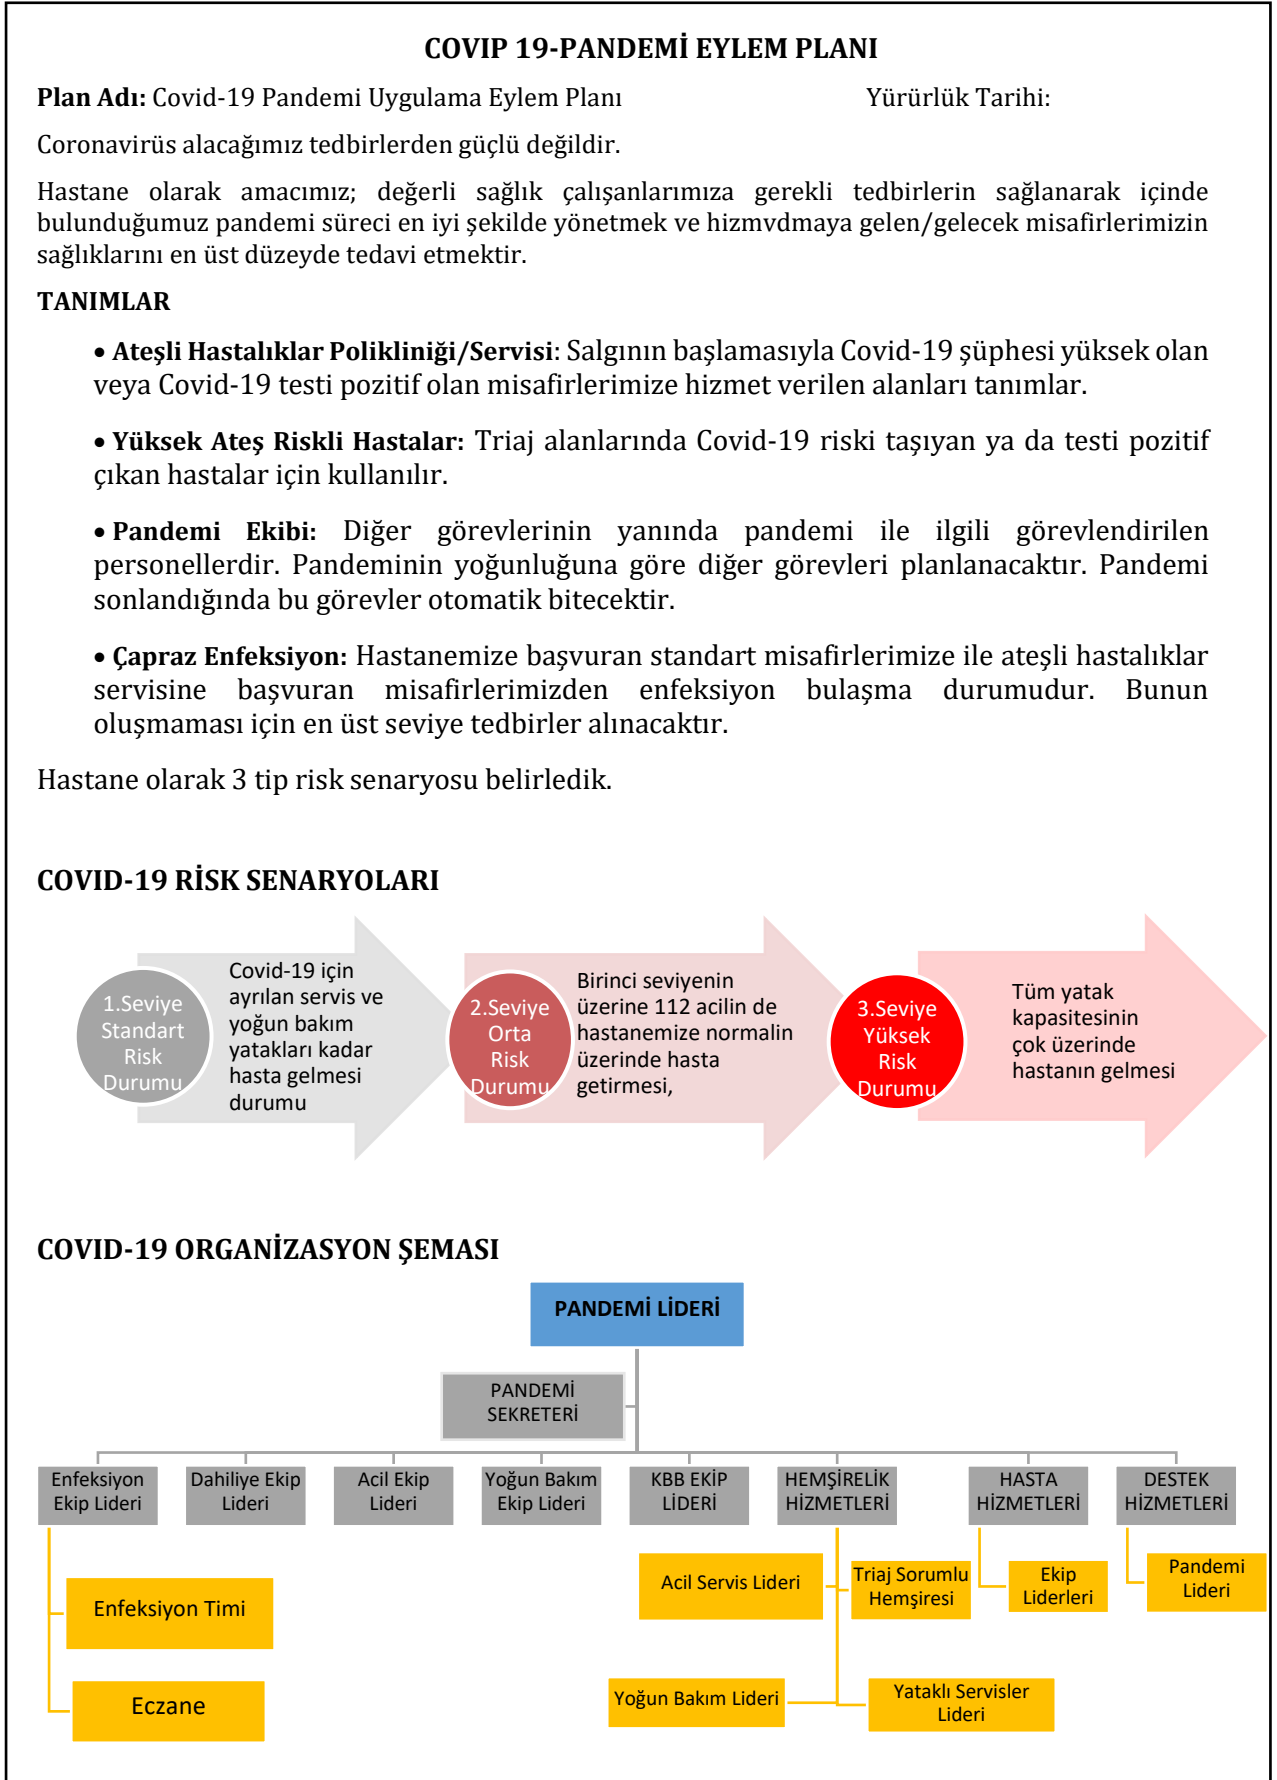 COVIP 19-PANDEMİ EYLEM PLANI
Plan Adı: Covid-19 Pandemi Uygulama Eylem Planı Yürürlük Tarihi:
Coronavirüs alacağımız tedbirlerden güçlü değildir.
Hastane olarak amacımız; değerli sağlık çalışanlarımıza gerekli tedbirlerin sağlanarak içinde
bulunduğumuz pandemi süreci en iyi şekilde yönetmek ve hizmvdmaya gelen/gelecek misafirlerimizin
sağlıklarını en üst düzeyde tedavi etmektir.
TANIMLAR
• Ateşli Hastalıklar Polikliniği/Servisi: Salgının başlamasıyla Covid-19 şüphesi yüksek olan
veya Covid-19 testi pozitif olan misafirlerimize hizmet verilen alanları tanımlar.
• Yüksek Ateş Riskli Hastalar: Triaj alanlarında Covid-19 riski taşıyan ya da testi pozitif
çıkan hastalar için kullanılır.
• Pandemi Ekibi: Diğer görevlerinin yanında pandemi ile ilgili görevlendirilen
personellerdir. Pandeminin yoğunluğuna göre diğer görevleri planlanacaktır. Pandemi
sonlandığında bu görevler otomatik bitecektir.
• Çapraz Enfeksiyon: Hastanemize başvuran standart misafirlerimize ile ateşli hastalıklar
servisine başvuran misafirlerimizden enfeksiyon bulaşma durumudur. Bunun
oluşmaması için en üst seviye tedbirler alınacaktır.
Hastane olarak 3 tip risk senaryosu belirledik.
COVID-19 RİSK SENARYOLARI
1.Seviye
Standart
Risk
Durumu
Covid-19 için
ayrılan servis ve
yoğun bakım
yatakları kadar
hasta gelmesi
durumu
2.Seviye
Orta
Risk
Durumu
Birinci seviyenin
üzerine 112 acilin de
hastanemize normalin
üzerinde hasta
getirmesi,
3.Seviye
Yüksek
Risk
Durumu
Tüm yatak
kapasitesinin
çok üzerinde
hastanın gelmesi
COVID-19 ORGANİZASYON ŞEMASI
PANDEMİ LİDERİ
PANDEMİ
SEKRETERİ
Enfeksiyon
Ekip Lideri
Dahiliye Ekip
Lideri
Acil Ekip
Lideri
Yoğun Bakım
Ekip Lideri
KBB EKİP
LİDERİ
HEMŞİRELİK
HİZMETLERİ
HASTA
HİZMETLERİ
DESTEK
HİZMETLERİ
Enfeksiyon Timi
Eczane
Acil Servis Lideri
Triaj Sorumlu
Hemşiresi
Yoğun Bakım Lideri
Yataklı Servisler
Lideri
Ekip
Liderleri
Pandemi
Lideri